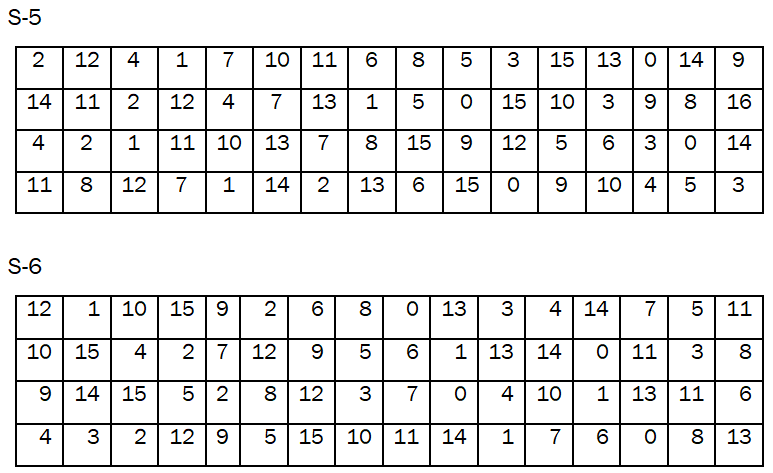 S-5
2 12 4 1 7 10 11 6 8 5 3 15 13 0 14 9
14 11 2 12 4 7 13 1 5 0 15 10 3 9 8 16
4 2 1 11 10 13 7 8 15 9 12 5 6 3 0 14
11 8 12 7 1 14 2 13 6 15 0 9 10 4 5 3
S-6
12 1 10 15 9 2 6 8 0 13 3 4 14 7 5 11
10 15 4 2 7 12 9 5 6 1 13 14 0 11 3 8
9 14 15 5 2 8 12 3 7 0 4 10 1 13 11 6
4 3 2 12 9 5 15 10 11 14 1 7 6 0 8 13